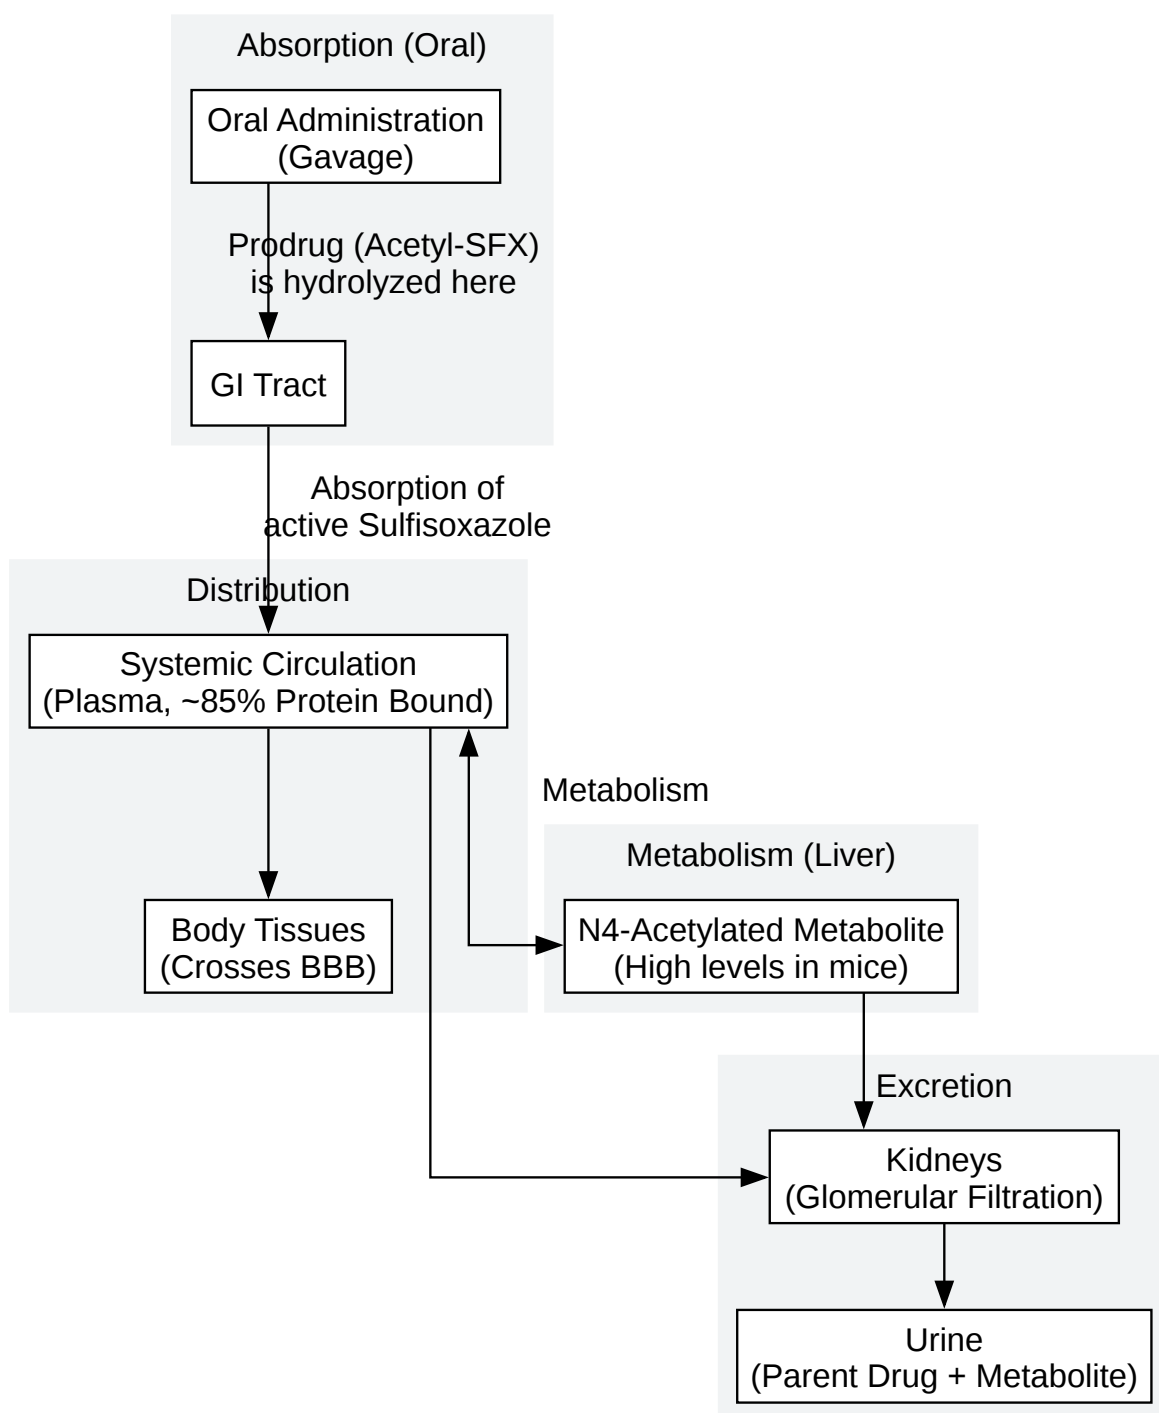 Absorption (Oral)
Oral Administration
(Gavage)
Prodrug (Acetyl-SFX)
is hydrolyzed here
GI Tract
Absorption of
active Sulfisoxazole
Distribution
Systemic Circulation
(Plasma, ~85% Protein Bound)
Metabolism
Metabolism (Liver)
Body Tissues
(Crosses BBB)
N4-Acetylated Metabolite
(High levels in mice)
Excretion
Kidneys
(Glomerular Filtration)
Urine
(Parent Drug + Metabolite)